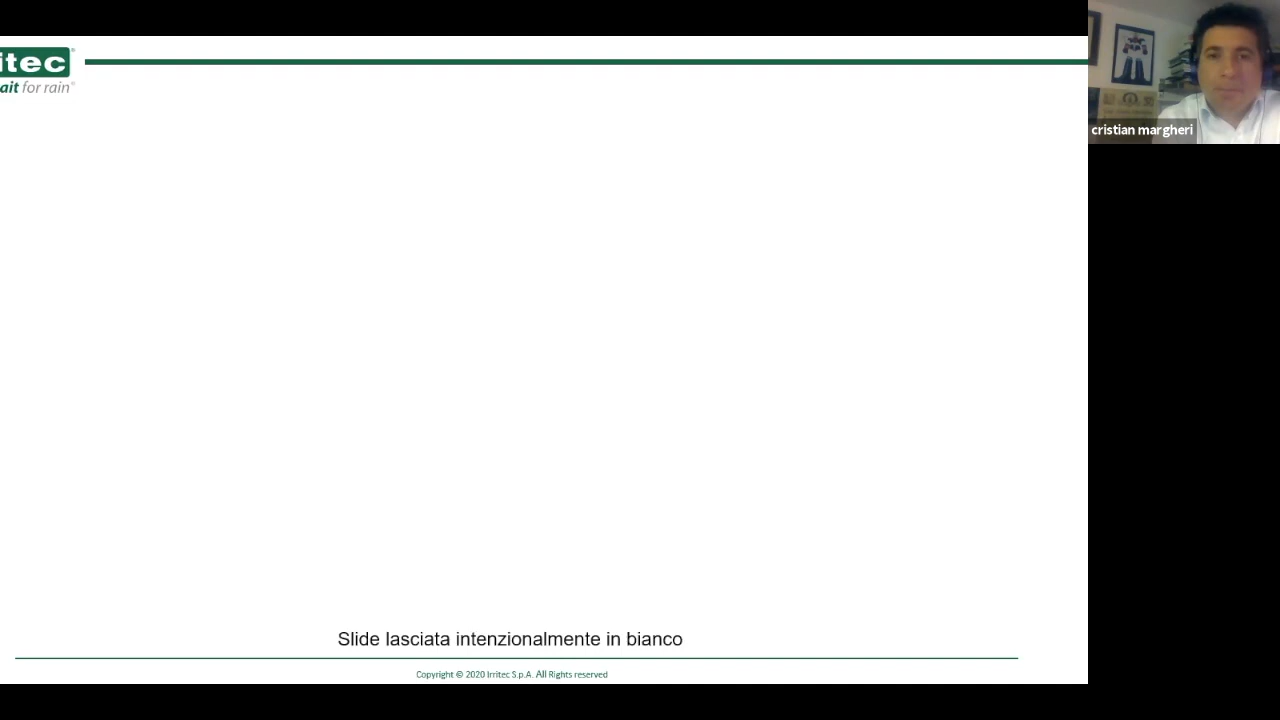 itec
ait for rain
cristian margheri
Slide lasciata intenzionalmente in bianco
Copyright © 2020 Irritec S.p.A. All Rights reserved